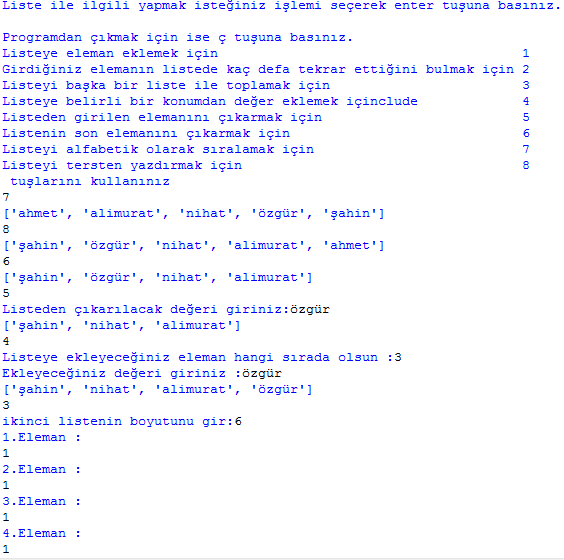 Liste ile ilgili yapmak isteğiniz işlemi seçerek enter tuşuna basınız.
Programdan çıkmak için ise ç tuşuna basınız.
Listeye eleman eklemek için 1
Girdiğiniz elemanın listede kaç defa tekrar ettiğini bulmak için 2
Listeyi başka bir liste ile toplamak için 3
Listeye belirli bir konumdan değer eklemek içinclude 4
Listeden girilen elemanını çıkarmak için 5
Listenin son elemanını çıkarmak için 6
Listeyi alfabetik olarak sıralamak için 7
Listeyi tersten yazdırmak için 8
tuşlarını kullanınız
7
['ahmet', 'alimurat', 'nihat', 'özgür', 'şahin']
8
['şahin', 'özgür', 'nihat', 'alimurat', 'ahmet']
6
['şahin', 'özgür', 'nihat', 'alimurat']
5
Listeden çıkarılacak değeri giriniz:özgür
['şahin', 'nihat', 'alimurat']
4
Listeye ekleyeceğiniz eleman hangi sırada olsun :3
Ekleyeceğiniz değeri giriniz :özgür
['şahin', 'nihat', 'alimurat', 'özgür']
3
ikinci listenin boyutunu gir:6
1.Eleman :
1
2.Eleman :
1
3.Eleman :
1
4.Eleman :
1